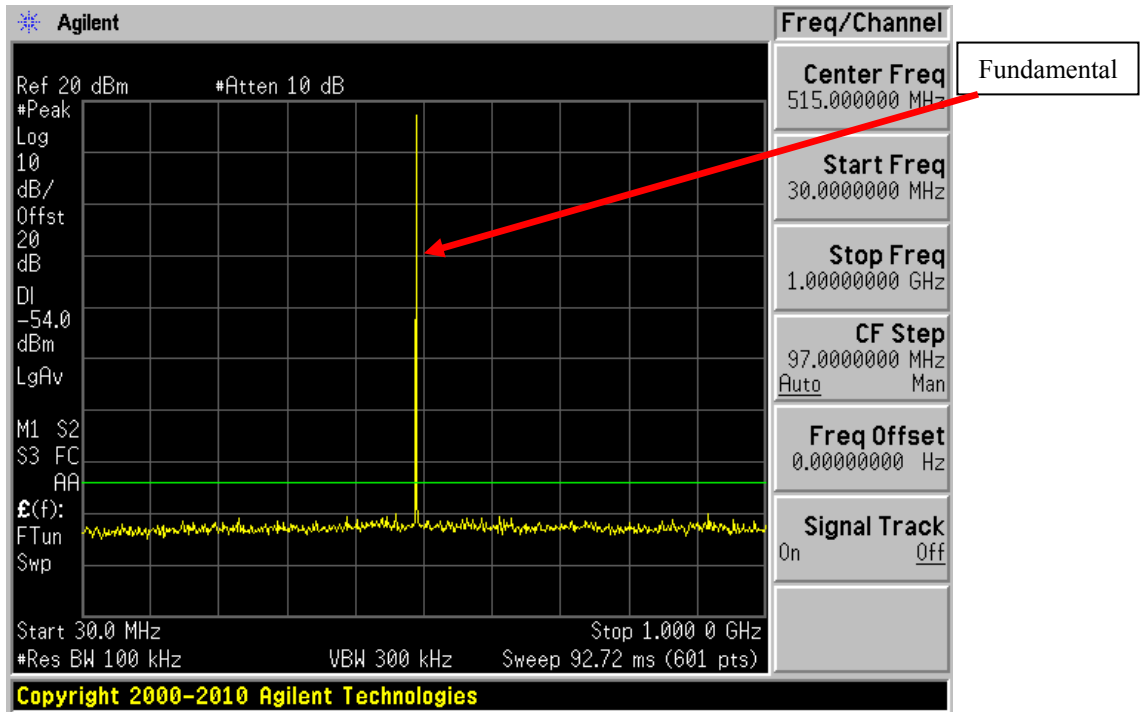 Agilent
Freq/Channel
Ref 20 dBm #Atten 10 dB
#Peak
Log
10
dB/
Offst
20
dB
DI
-54.0
dBm
LgAv
M1 S2
S3 FC
AA
£(f):
FTun
Swp
Start 30.0 MHz Stop 1.000 0 GHz
#Res BW 100 kHz VBW 300 kHz Sweep 92.72 ms (601 pts)
Copyright 2000-2010 Agilent Technologies
Center Freq
515.000000 MHz
Start Freq
30.0000000 MHz
Stop Freq
1.00000000 GHz
CF Step
97.0000000 MHz
Auto Man
Freq Offset
0.00000000 Hz
Signal Track
On Off
Fundamental